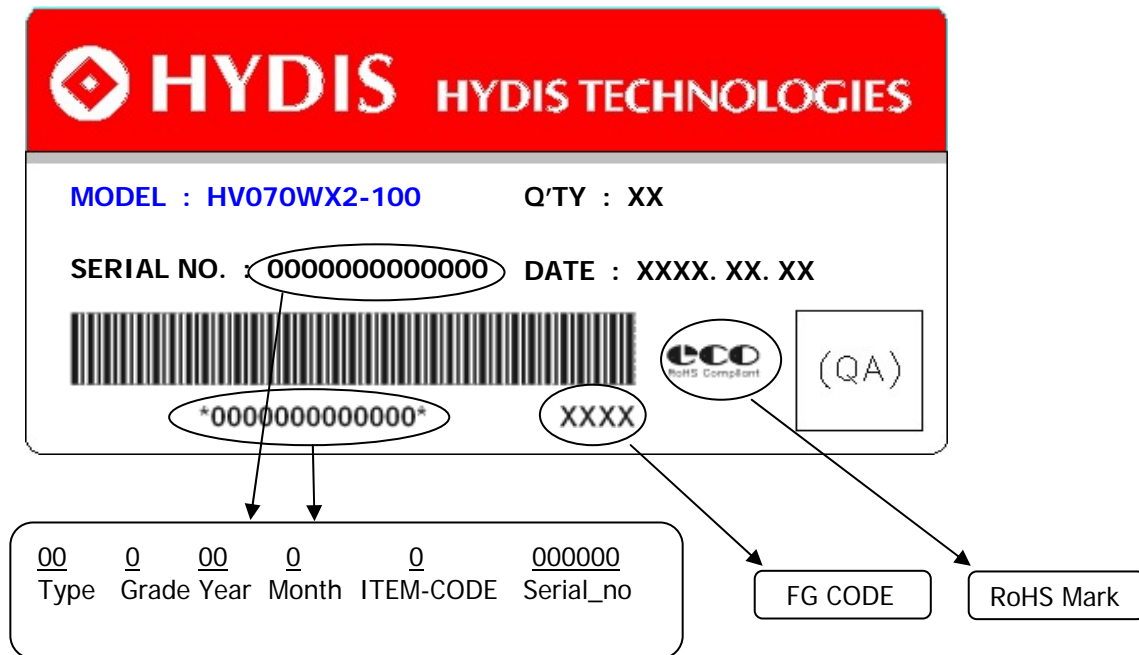 HYDIS HYDIS TECHNOLOGIES
MODEL : HV070WX2-100 Q'TY : XX
SERIAL NO. : 0000000000000 DATE : XXXX. XX. XX
eco
RoHS Compliant
(QA)
*0000000000000* XXXX
00 0 00 0 0 000000
Type Grade Year Month ITEM-CODE Serial_no
FG CODE
RoHS Mark